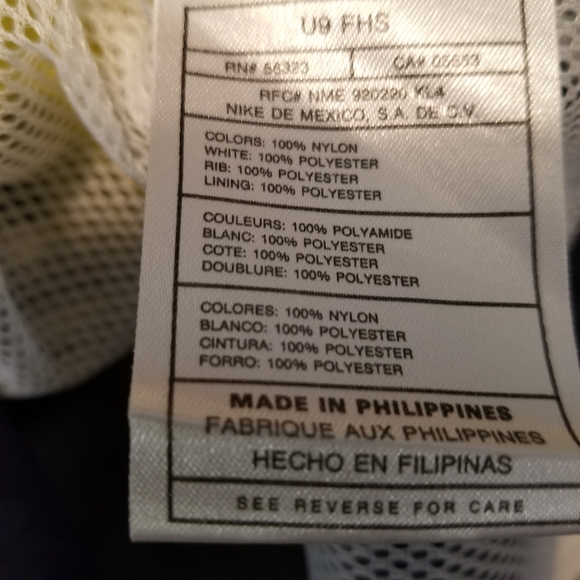 U9 FHS
RN# 56323 CA# 05553
RFC# NME 920220 KL4
NIKE DE MEXICO, S.A. DE C.V.
COLORS: 100% NYLON
WHITE: 100% POLYESTER
RIB: 100% POLYESTER
LINING: 100% POLYESTER
COULEURS: 100% POLYAMIDE
BLANC: 100% POLYESTER
COTE: 100% POLYESTER
DOUBLURE: 100% POLYESTER
COLORES: 100% NYLON
BLANCO: 100% POLYESTER
CINTURA: 100% POLYESTER
FORRO: 100% POLYESTER
MADE IN PHILIPPINES
FABRIQUE AUX PHILIPPINES
HECHO EN FILIPINAS
SEE REVERSE FOR CARE